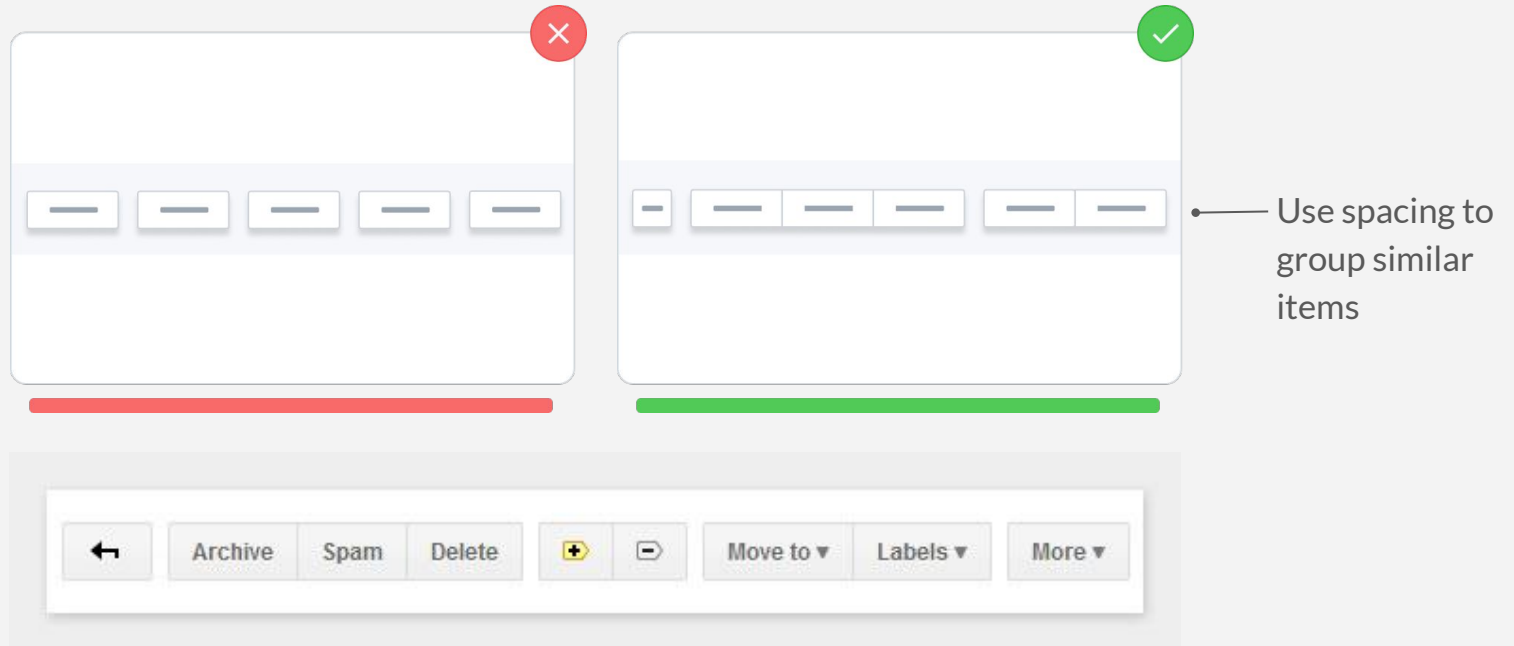 Use spacing to
group similar
items
Archive Spam Delete Move to ▾ Labels ▾ More ▾